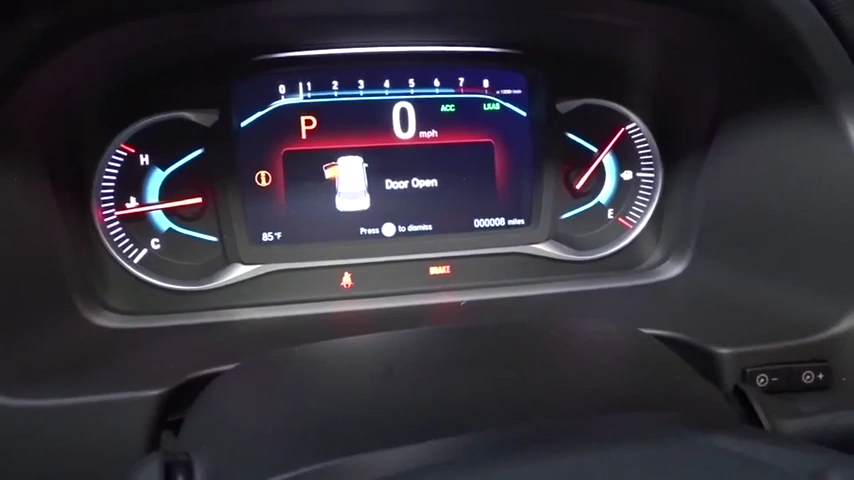 0 1 2 3 4 5 6 7 8 x 1000r/min
ACC LKAS
P 0 mph
H
Door Open
E
C
Press to dismiss
000008 miles
85°F
BRAKE
- +